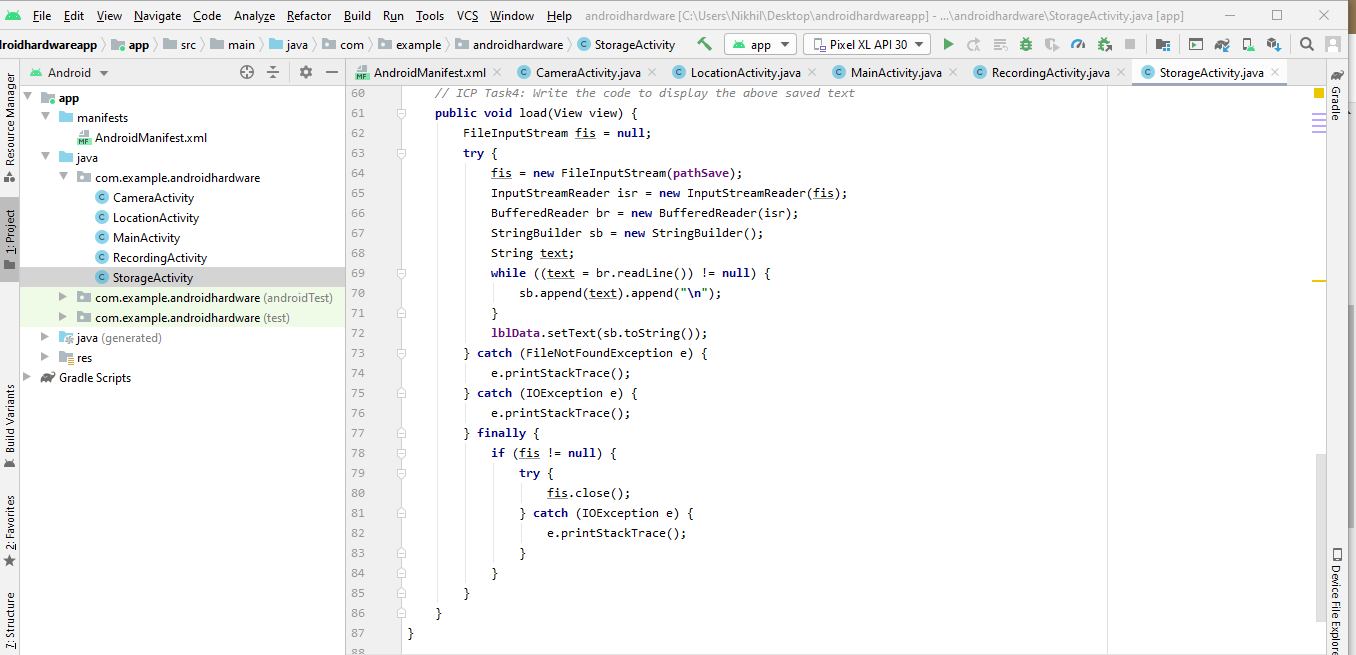 File Edit View Navigate Code Analyze Refactor Build Run Tools VCS Window Help androidhardware [C:\Users\Nikhil\Desktop\androidhardwareapp] - ...\androidhardware\StorageActivity.java [app]
lroidhardwareapp app src main java com example androidhardware StorageActivity app Pixel XL API 30
Android
AndroidManifest.xml CameraActivity.java LocationActivity.java MainActivity.java RecordingActivity.java StorageActivity.java
Resource Manager
1: Project
Build Variants
2: Favorites
7: Structure
app
manifests
MF AndroidManifest.xml
java
com.example.androidhardware
C CameraActivity
C LocationActivity
C MainActivity
C RecordingActivity
C StorageActivity
com.example.androidhardware (androidTest)
com.example.androidhardware (test)
java (generated)
res
Gradle Scripts
60 // ICP Task4: Write the code to display the above saved text
61 public void load(View view) {
62 FileInputStream fis = null;
63 try {
64 fis = new FileInputStream(pathSave);
65 InputStreamReader isr = new InputStreamReader(fis);
66 BufferedReader br = new BufferedReader(isr);
67 StringBuilder sb = new StringBuilder();
68 String text;
69 while ((text = br.readLine()) != null) {
70 sb.append(text).append("\n");
71 }
72 lblData.setText(sb.toString());
73 } catch (FileNotFoundException e) {
74 e.printStackTrace();
75 } catch (IOException e) {
76 e.printStackTrace();
77 } finally {
78 if (fis != null) {
79 try {
80 fis.close();
81 } catch (IOException e) {
82 e.printStackTrace();
83 }
84 }
85 }
86 }
87 }
88
Gradle
Device File Explore